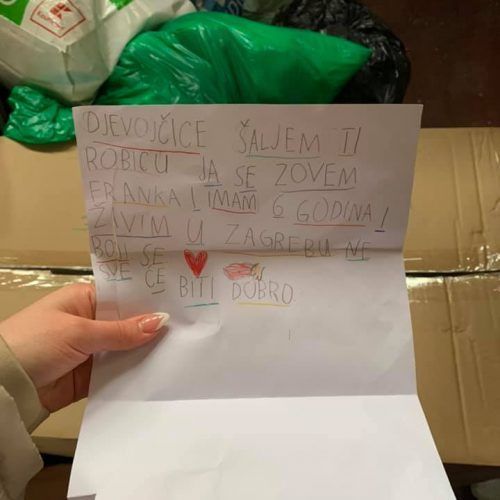 DJEVOJČICE ŠALJEM TI
ROBICU JA SE ZOVEM
FRANKA I IMAM 6 GODINA I
ŽAVIM U ZAGREBU NE
BOJ SE
SVE ĆE BITI DOBRO